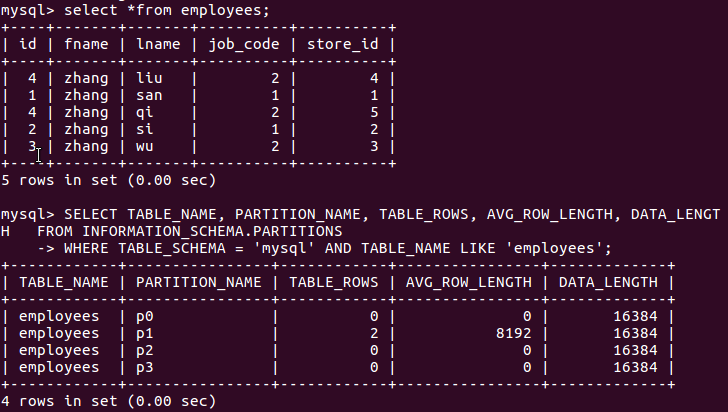 mysql> select *from employees;
+----+-------+-------+----------+----------+
| id | fname | lname | job_code | store_id |
+----+-------+-------+----------+----------+
|  4 | zhang | liu   |        2 |        4 |
|  1 | zhang | san   |        1 |        1 |
|  4 | zhang | qi    |        2 |        5 |
|  2 | zhang | si    |        1 |        2 |
|  3 | zhang | wu    |        2 |        3 |
+----+-------+-------+----------+----------+
5 rows in set (0.00 sec)

mysql> SELECT TABLE_NAME, PARTITION_NAME, TABLE_ROWS, AVG_ROW_LENGTH, DATA_LENGT
H   FROM INFORMATION_SCHEMA.PARTITIONS
    -> WHERE TABLE_SCHEMA = 'mysql' AND TABLE_NAME LIKE 'employees';
+------------+----------------+------------+----------------+-------------+
| TABLE_NAME | PARTITION_NAME | TABLE_ROWS | AVG_ROW_LENGTH | DATA_LENGTH |
+------------+----------------+------------+----------------+-------------+
| employees  | p0             |          0 |              0 |       16384 |
| employees  | p1             |          2 |           8192 |       16384 |
| employees  | p2             |          0 |              0 |       16384 |
| employees  | p3             |          0 |              0 |       16384 |
+------------+----------------+------------+----------------+-------------+
4 rows in set (0.00 sec)